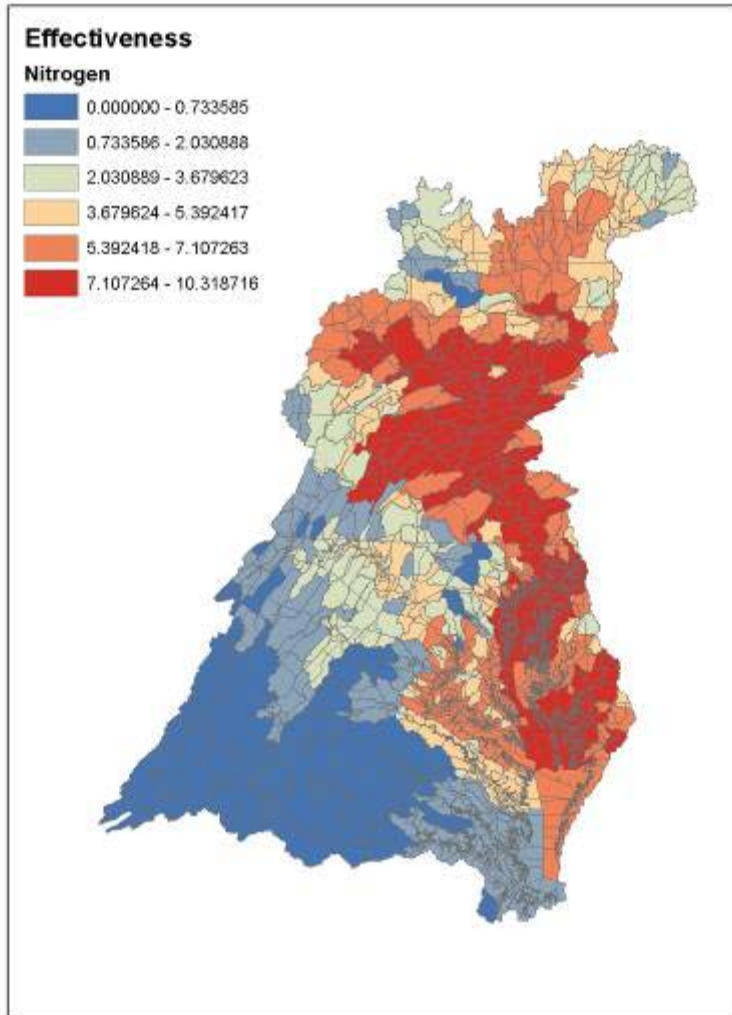 Effectiveness
Nitrogen
0.000000 - 0.733585
0.733586 - 2.030888
2.030889 - 3.679623
3.679624 - 5.392417
5.392418 - 7.107263
7.107264 - 10.318716